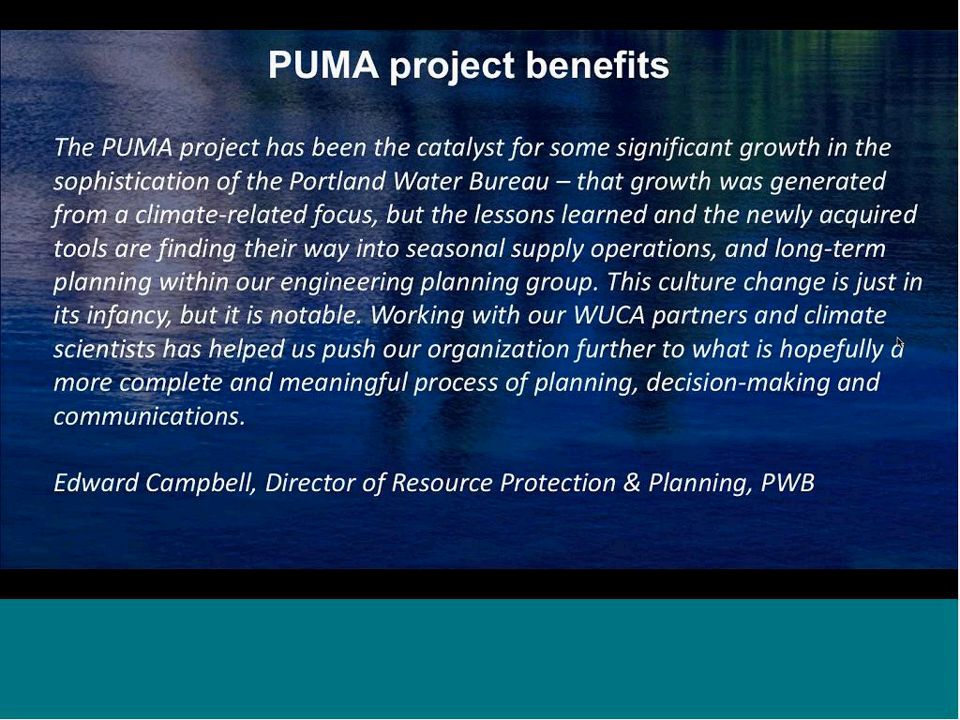 PUMA project benefits
The PUMA project has been the catalyst for some significant growth in the
sophistication of the Portland Water Bureau – that growth was generated
from a climate-related focus, but the lessons learned and the newly acquired
tools are finding their way into seasonal supply operations, and long-term
planning within our engineering planning group. This culture change is just in
its infancy, but it is notable. Working with our WUCA partners and climate
scientists has helped us push our organization further to what is hopefully a
more complete and meaningful process of planning, decision-making and
communications.
Edward Campbell, Director of Resource Protection & Planning, PWB